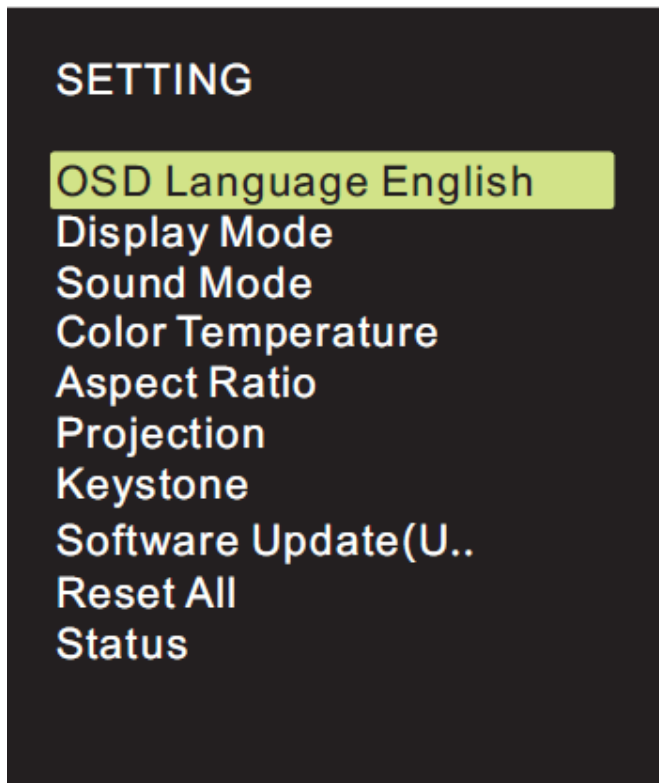 SETTING
OSD Language English
Display Mode
Sound Mode
Color Temperature
Aspect Ratio
Projection
Keystone
Software Update(U..
Reset All
Status